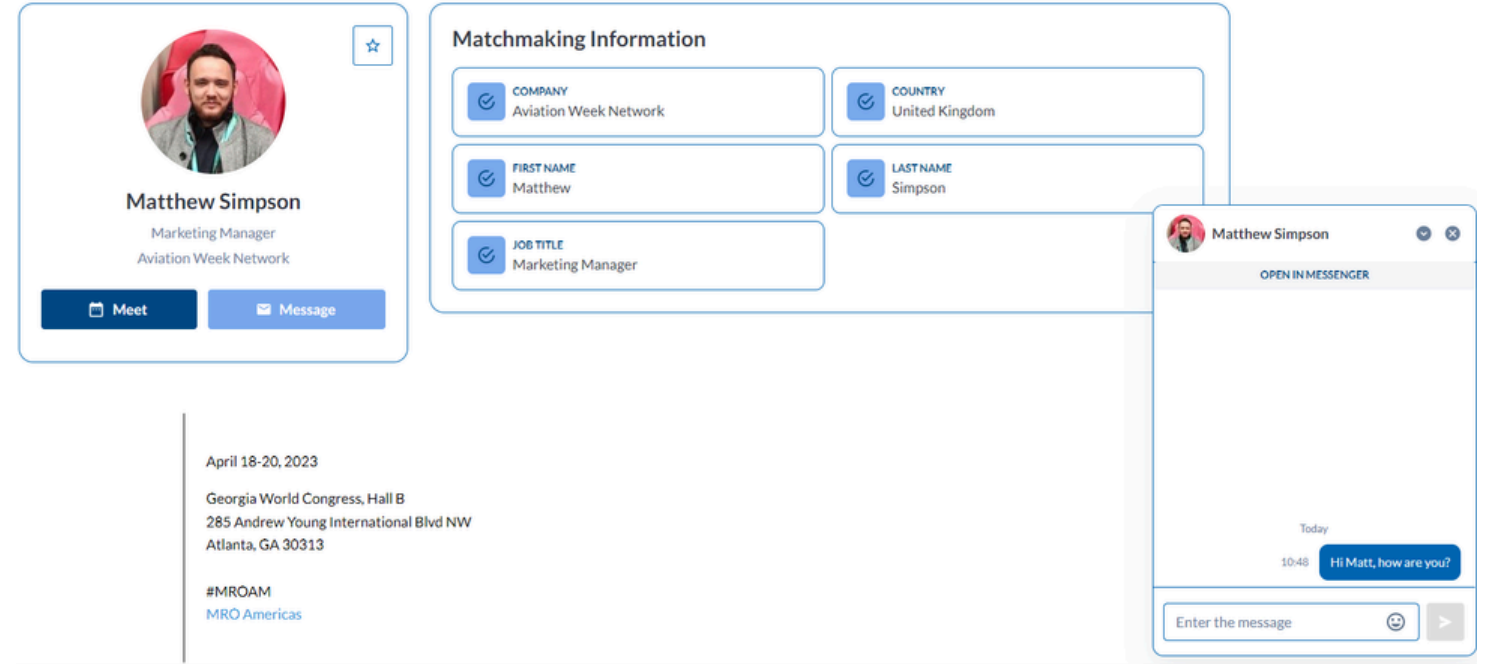 Matthew Simpson
Marketing Manager
Aviation Week Network
Meet
Message
Matchmaking Information
COMPANY
Aviation Week Network
COUNTRY
United Kingdom
FIRST NAME
Matthew
LAST NAME
Simpson
JOB TITLE
Marketing Manager
Matthew Simpson
OPEN IN MESSENGER
Today
10:48 Hi Matt, how are you?
Enter the message
April 18-20, 2023
Georgia World Congress, Hall B
285 Andrew Young International Blvd NW
Atlanta, GA 30313
#MROAM
MRO Americas